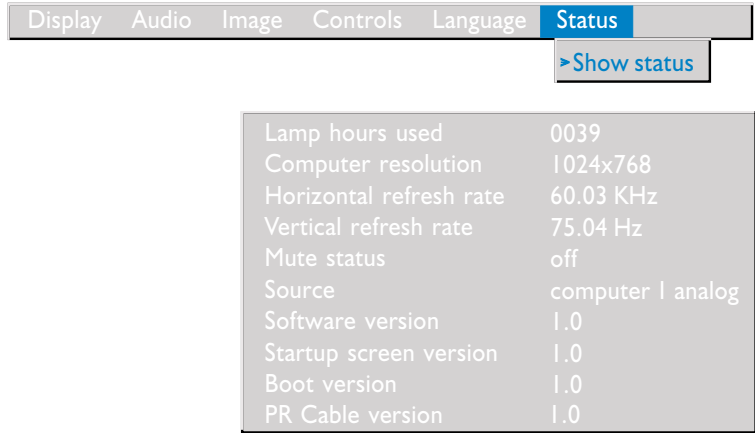 Display Audio Image Controls Language Status
➤Show status
Lamp hours used 0039
Computer resolution 1024x768
Horizontal refresh rate 60.03 KHz
Vertical refresh rate 75.04 Hz
Mute status off
Source computer 1 analog
Software version 1.0
Startup screen version 1.0
Boot version 1.0
PR Cable version 1.0